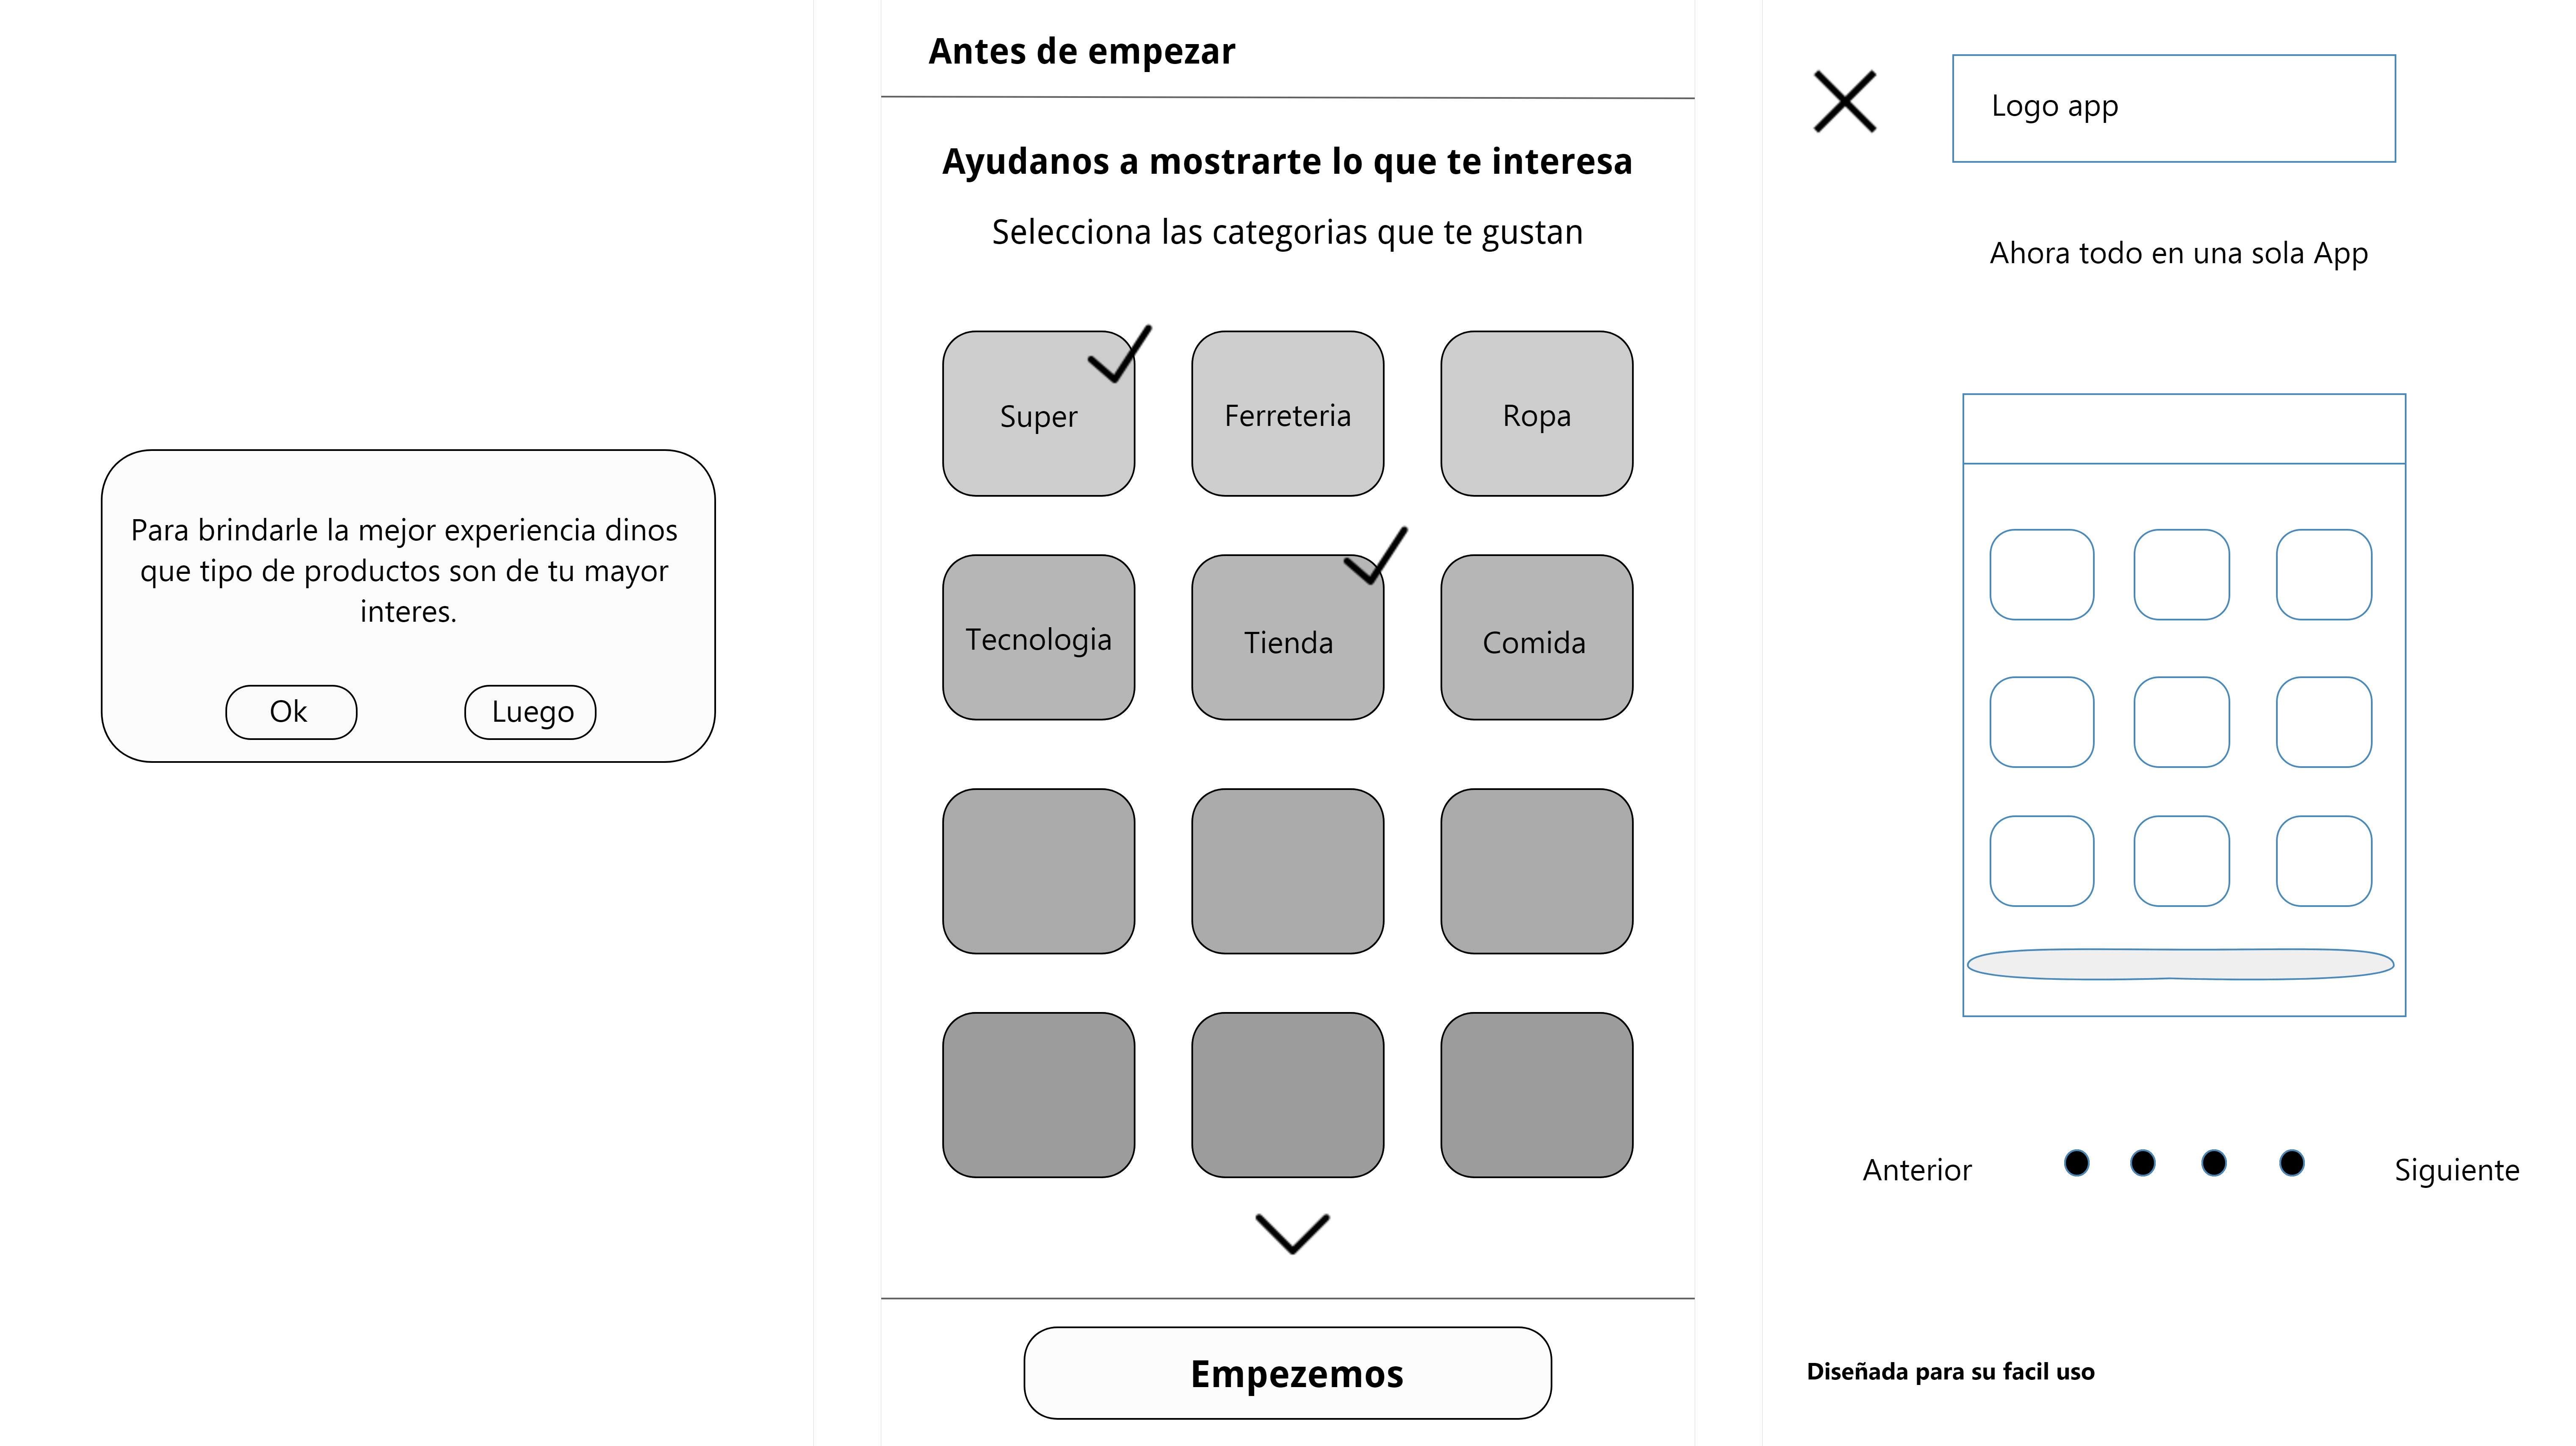 Para brindarle la mejor experiencia dinos
que tipo de productos son de tu mayor
interes.
Ok
Luego
Antes de empezar
Ayudanos a mostrarte lo que te interesa
Selecciona las categorias que te gustan
Super
Ferreteria
Ropa
Tecnologia
Tienda
Comida
Empezemos
Logo app
Ahora todo en una sola App
Anterior
Siguiente
Diseñada para su facil uso